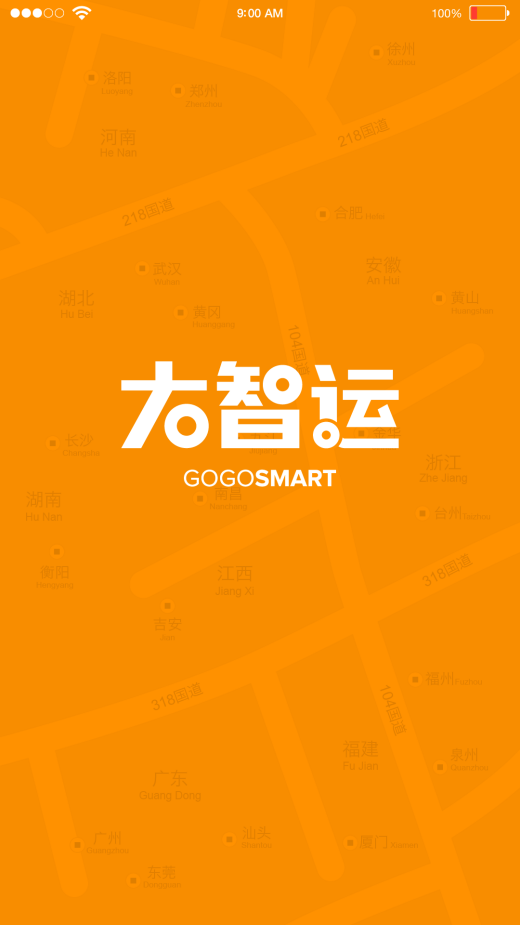 9:00 AM
100%
徐州
Xuzhou
洛阳
Luoyang
郑州
Zhengzhou
218国道
河南
He Nan
218国道
合肥 Hefei
安徽
An Hui
武汉
Wuhan
湖北
Hu Bei
黄山
Huangshan
黄冈
Huanggang
104国道
大智运
GOGOSMART
长沙
Changsha
金华
浙江
Zhe Jiang
湖南
Hu Nan
南昌
Nanchang
台州
衡阳
Hengyang
江西
Jiang Xi
318国道
吉安
Jian
福州 Fuzhou
318国道
104国道
福建
Fu Jian
泉州
Quanzhou
广东
Guang Dong
广州
Guangzhou
汕头
Shantou
厦门 Xiamen
东莞
Dongguan